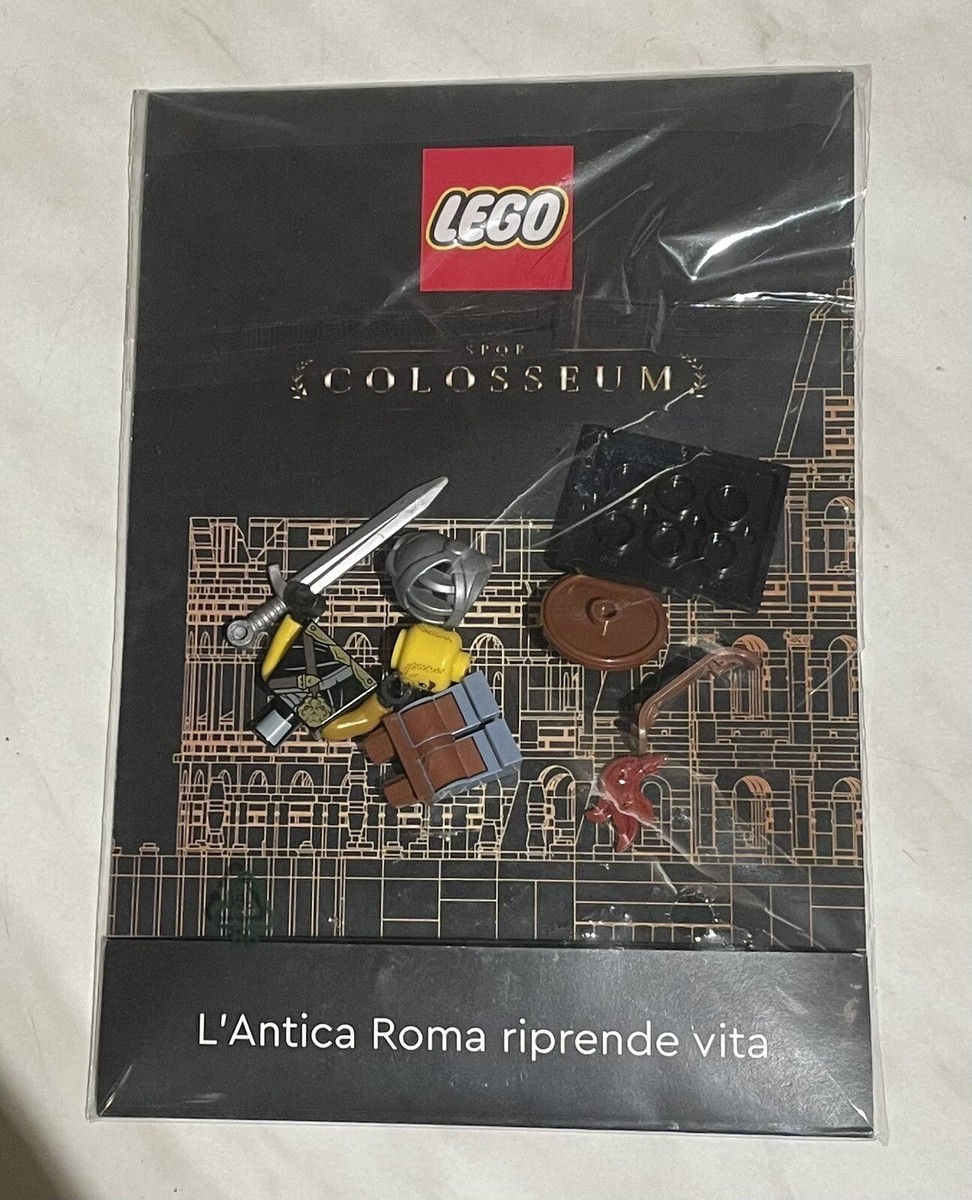 LEGO
SPQR
COLOSSEUM
L'Antica Roma riprende vita